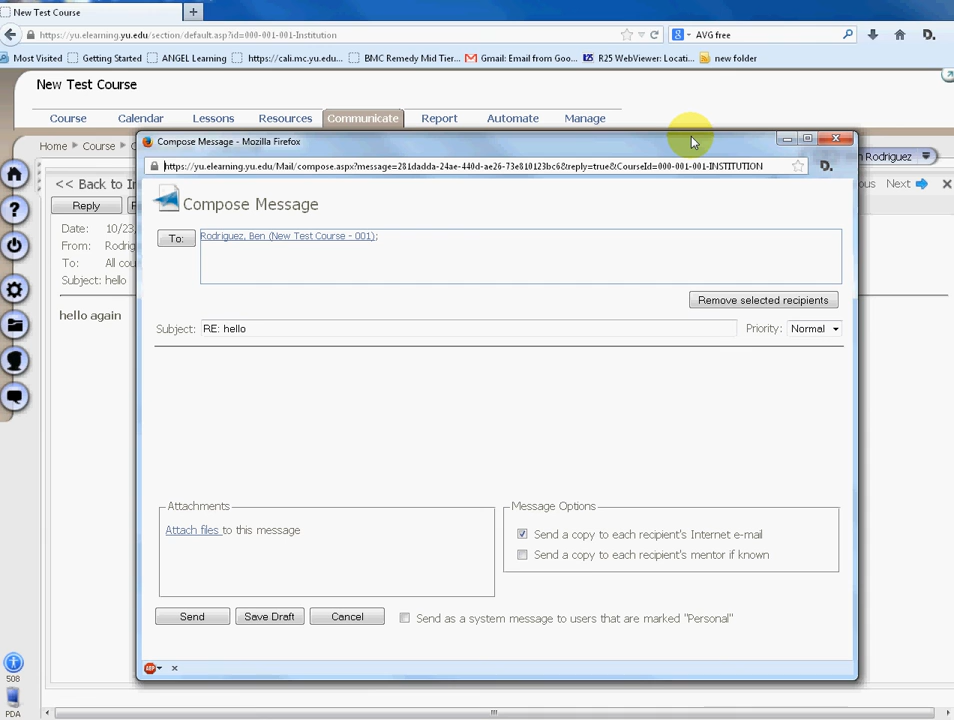 New Test Course
https://yu.elearning.yu.edu/section/default.asp?id=000-001-001-Institution
AVG free
D.
Most Visited
Getting Started
ANGEL Learning
https://cali.mc.yu.edu...
BMC Remedy Mid Tier...
Gmail: Email from Goo...
R25 WebViewer: Locati...
new folder
New Test Course
Course
Calendar
Lessons
Resources
Communicate
Report
Automate
Manage
Home
Course
Compose Message - Mozilla Firefox
Rodriguez
https://yu.elearning.yu.edu/Mail/compose.aspx?message=281dadda-24ae-440d-ae26-73e810123bc6&reply=true&CourseId=000-001-001-INSTITUTION
D.
<< Back to
Next
Reply
Compose Message
Date: 10/23,
From: Rodrig
To: All cou
Subject: hello
hello again
To:
Rodriguez, Ben (New Test Course - 001);
Remove selected recipients
Subject: RE: hello
Priority: Normal
Attachments
Attach files to this message
Message Options
Send a copy to each recipient's Internet e-mail
Send a copy to each recipient's mentor if known
Send
Save Draft
Cancel
Send as a system message to users that are marked "Personal"
ABP
508
PDA